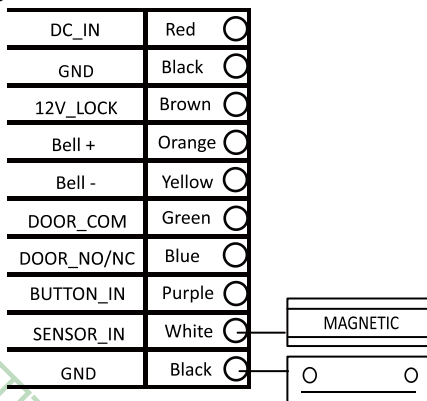 DC_IN Red
GND Black
12V_LOCK Brown
Bell + Orange
Bell - Yellow
DOOR_COM Green
DOOR_NO/NC Blue
BUTTON_IN Purple
SENSOR_IN White
MAGNETIC
GND Black